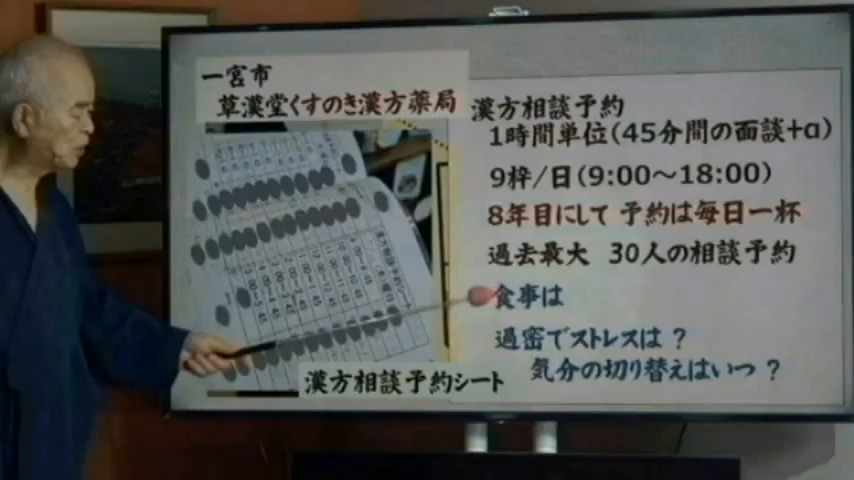 一宮市
草漢堂くすのき漢方薬局
漢方相談予約シート
漢方相談予約
1時間単位(45分間の面談+α)
9枠/日(9:00～18:00)
8年目にして 予約は毎日一杯
過去最大 30人の相談予約
食事は
過密でストレスは？
気分の切り替えはいつ？